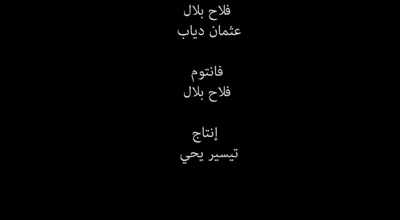 فلاح بلال
عثمان دياب
فانتوم
فلاح بلال
إنتاج
تيسير يحي